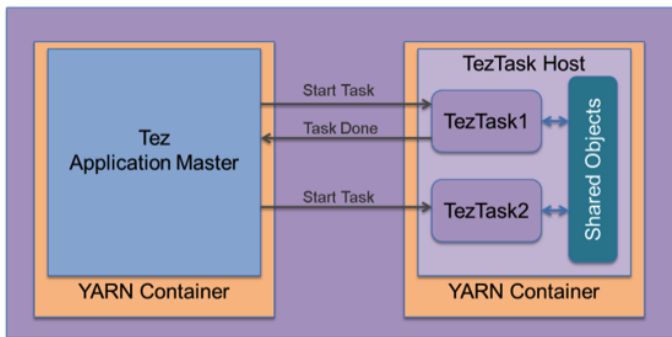 Tez
Application Master
YARN Container
Start Task
Task Done
Start Task
TezTask Host
TezTask1
TezTask2
Shared Objects
YARN Container